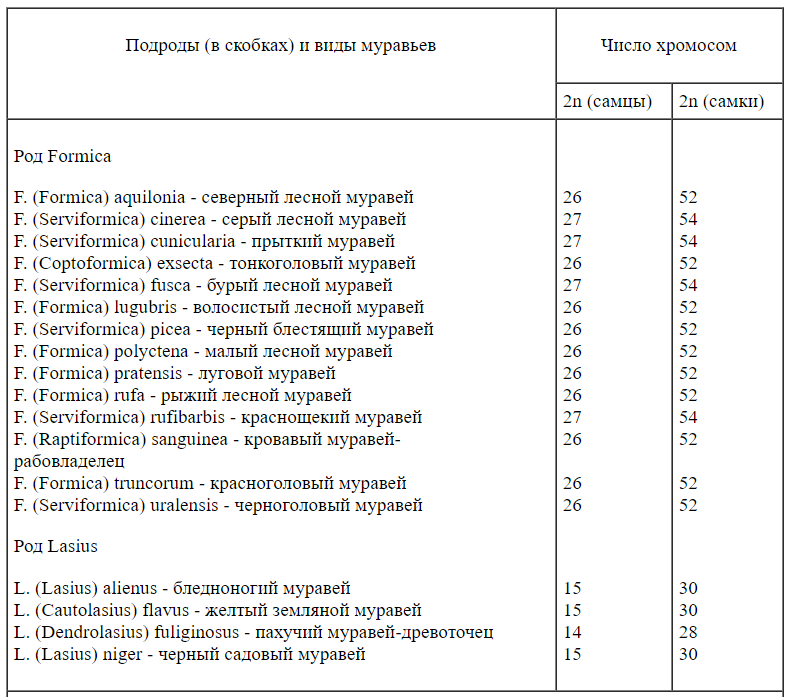 Подроды (в скобках) и виды муравьев
Число хромосом
2n (самцы)
2n (самки)
Род Formica
F. (Formica) aquilonia - северный лесной муравей 26 52
F. (Serviformica) cinerea - серый лесной муравей 27 54
F. (Serviformica) cunicularia - прыткий муравей 27 54
F. (Coptoformica) exsecta - тонкоголовый муравей 26 52
F. (Serviformica) fusca - бурый лесной муравей 27 54
F. (Formica) lugubris - волосистый лесной муравей 26 52
F. (Serviformica) picea - черный блестящий муравей 26 52
F. (Formica) polyctena - малый лесной муравей 26 52
F. (Formica) pratensis - луговой муравей 26 52
F. (Formica) rufa - рыжий лесной муравей 26 52
F. (Serviformica) rufibarbis - краснощекий муравей 27 54
F. (Raptiformica) sanguinea - кровавый муравей- 26 52
рабовладелец
F. (Formica) truncorum - красноголовый муравей 26 52
F. (Serviformica) uralensis - черноголовый муравей 26 52
Род Lasius
L. (Lasius) alienus - бледноногий муравей 15 30
L. (Cautolasius) flavus - желтый земляной муравей 15 30
L. (Dendrolasius) fuliginosus - пахучий муравей-древоточец 14 28
L. (Lasius) niger - черный садовый муравей 15 30